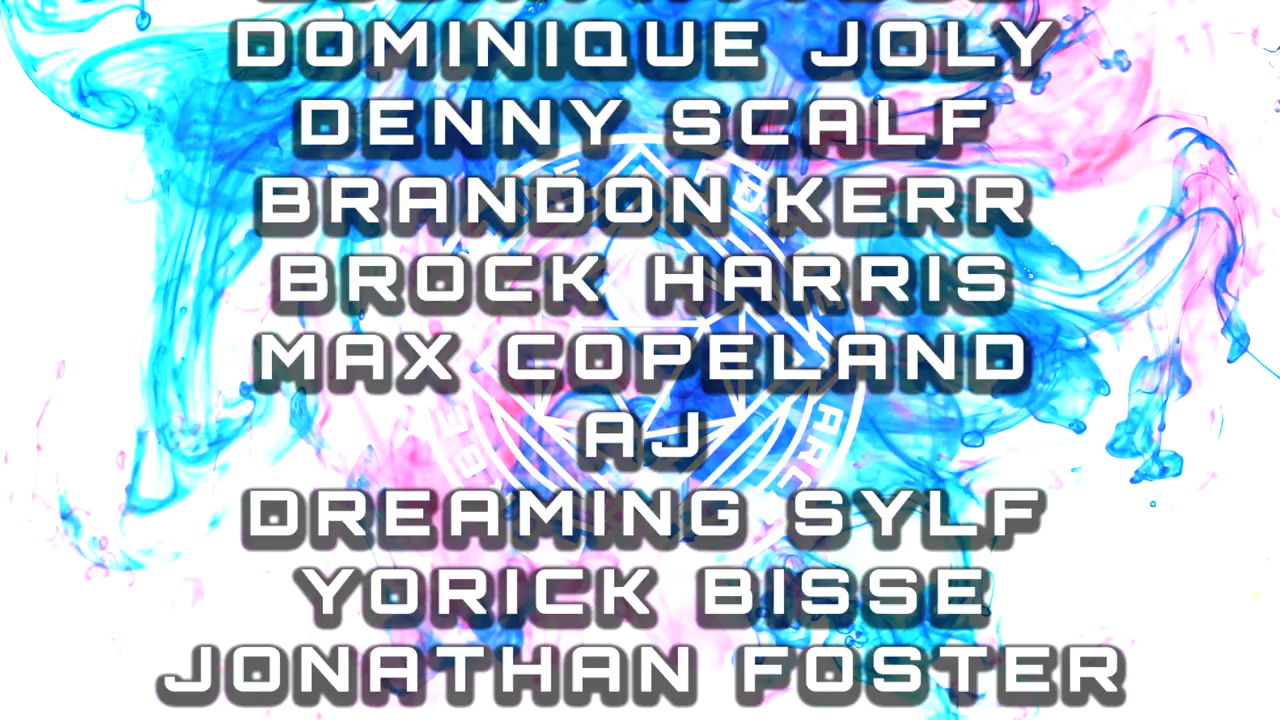 DOMINIQUE JOLY
DENNY SCALF
BRANDON KERR
BROCK HARRIS
MAX COPELAND
AJ
DREAMING SYLF
YORICK BISSE
JONATHAN FOSTER